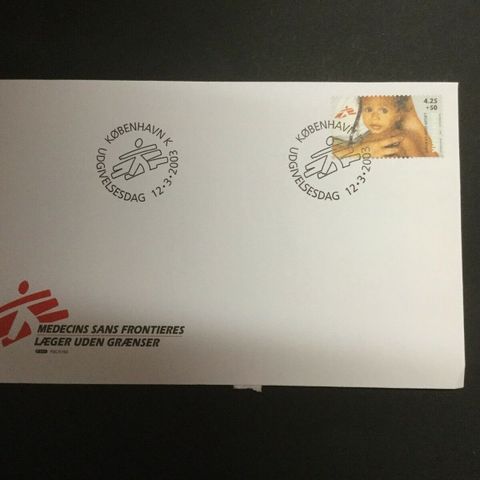 KØBENHAVN K
UDGIVELSESDAG 12•3•2003
KØBENHAVN K
UDGIVELSESDAG 12•3•2003
4.25
+50
MEDECINS SANS FRONTIERES
LÆGER UDEN GRÆNSER